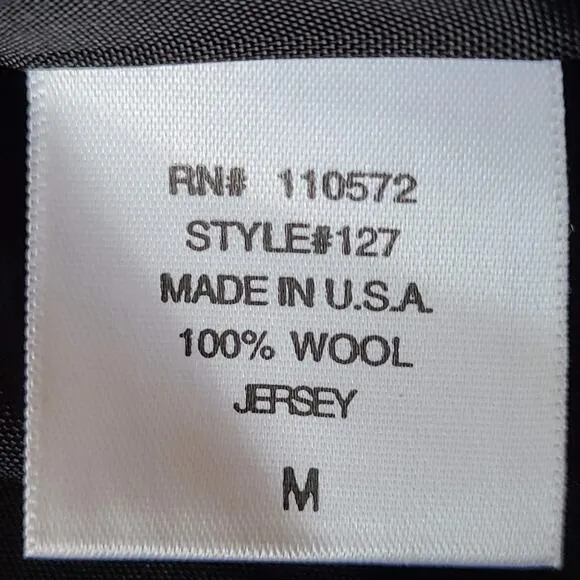 RN# 110572
STYLE#127
MADE IN U.S.A.
100% WOOL
JERSEY
M